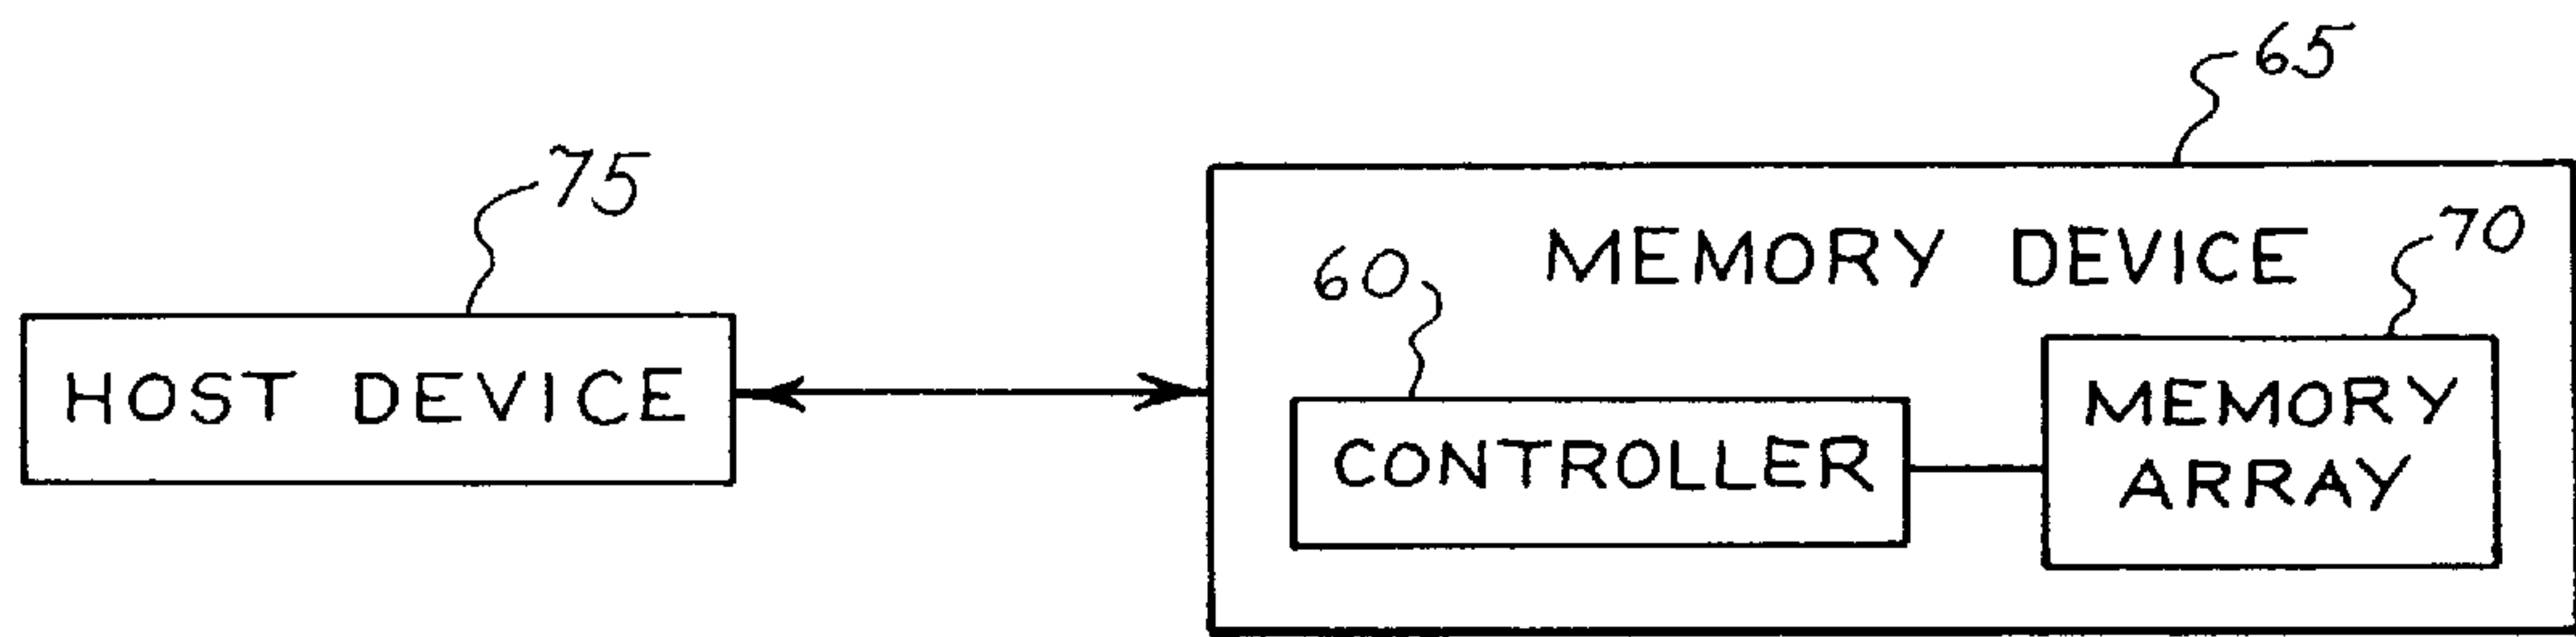 65
75
MEMORY DEVICE
70
60
HOST DEVICE
CONTROLLER
MEMORY
ARRAY